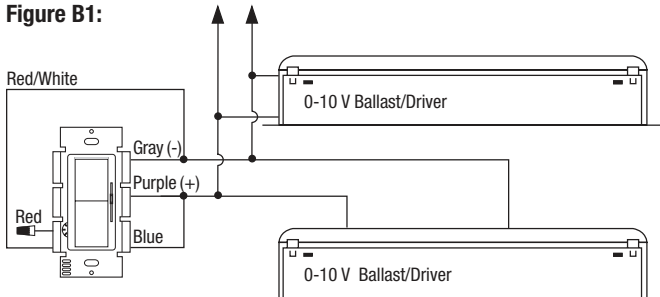 Figure B1:
Red/White
0-10 V Ballast/Driver
Gray (-)
Purple (+)
Red
Blue
0-10 V Ballast/Driver